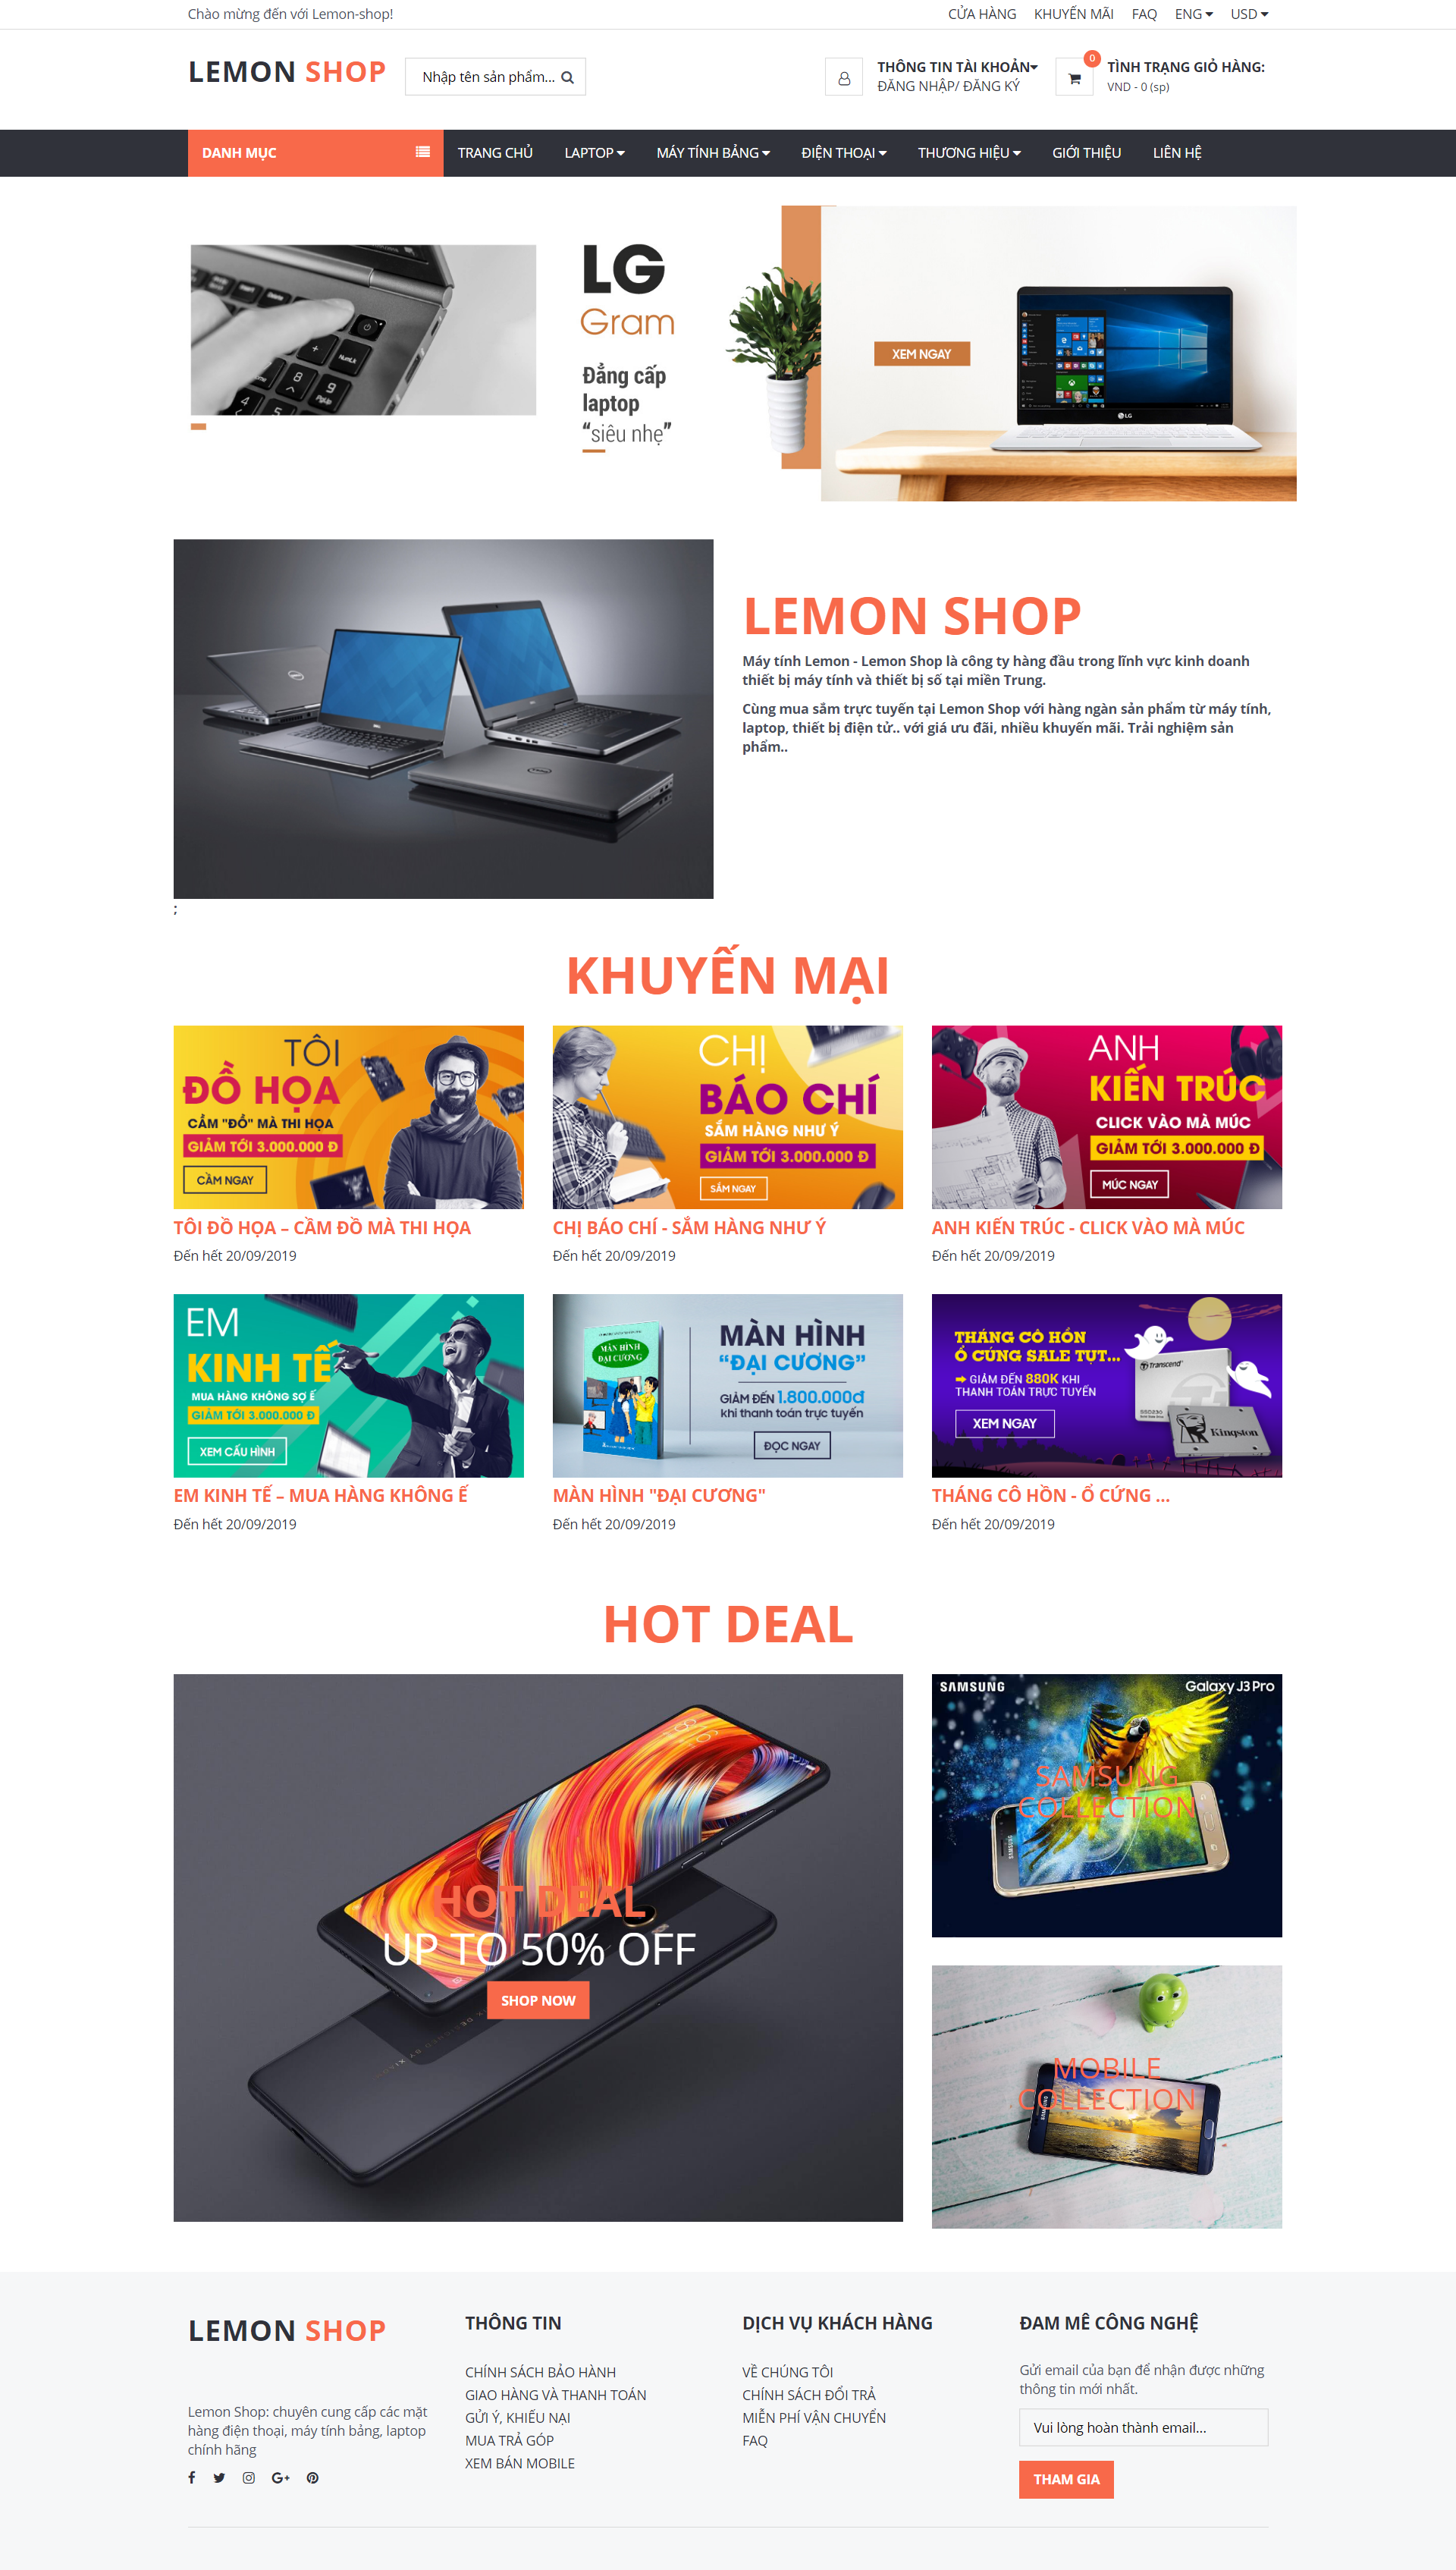 Chào mừng đến với Lemon-shop!
CỬA HÀNG KHUYẾN MÃI FAQ ENG USD
LEMON SHOP
Nhập tên sản phẩm...
THÔNG TIN TÀI KHOẢN
ĐĂNG NHẬP/ ĐĂNG KÝ
0
TÌNH TRẠNG GIỎ HÀNG:
VND - 0 (sp)
DANH MỤC
TRANG CHỦ LAPTOP MÁY TÍNH BẢNG ĐIỆN THOẠI THƯƠNG HIỆU GIỚI THIỆU LIÊN HỆ
LG
Gram
Đẳng cấp
laptop
“siêu nhẹ”
XEM NGAY
LG
LEMON SHOP
Máy tính Lemon - Lemon Shop là công ty hàng đầu trong lĩnh vực kinh doanh
thiết bị máy tính và thiết bị số tại miền Trung.
Cùng mua sắm trực tuyến tại Lemon Shop với hàng ngàn sản phẩm từ máy tính,
laptop, thiết bị điện tử.. với giá ưu đãi, nhiều khuyến mãi. Trải nghiệm sản
phẩm..
;
KHUYẾN MẠI
TÔI
ĐỒ HỌA
CẦM "ĐỒ" MÀ THI HỌA
GIẢM TỚI 3.000.000 Đ
CẦM NGAY
TÔI ĐỒ HỌA – CẦM ĐỒ MÀ THI HỌA
Đến hết 20/09/2019
CHỊ
BÁO CHÍ
SẮM HÀNG NHƯ Ý
GIẢM TỚI 3.000.000 Đ
SẮM NGAY
CHỊ BÁO CHÍ - SẮM HÀNG NHƯ Ý
Đến hết 20/09/2019
ANH
KIẾN TRÚC
CLICK VÀO MÀ MÚC
GIẢM TỚI 3.000.000 Đ
MÚC NGAY
ANH KIẾN TRÚC - CLICK VÀO MÀ MÚC
Đến hết 20/09/2019
EM
KINH TẾ
MUA HÀNG KHÔNG SỢ Ế
GIẢM TỚI 3.000.000 Đ
XEM CẤU HÌNH
EM KINH TẾ – MUA HÀNG KHÔNG Ế
Đến hết 20/09/2019
MÀN HÌNH
ĐẠI CƯƠNG
MÀN HÌNH
“ĐẠI CƯƠNG”
GIẢM ĐẾN 1.800.000đ
khi thanh toán trực tuyến
ĐỌC NGAY
MÀN HÌNH "ĐẠI CƯƠNG"
Đến hết 20/09/2019
THÁNG CÔ HỒN
Ổ CỨNG SALE TỤT...
GIẢM ĐẾN 880K KHI
THANH TOÁN TRỰC TUYẾN
XEM NGAY
Transcend
SSD230
Kingston
THÁNG CÔ HỒN - Ổ CỨNG ...
Đến hết 20/09/2019
HOT DEAL
HOT DEAL
UP TO 50% OFF
SHOP NOW
SAMSUNG Galaxy J3 Pro
SAMSUNG
COLLECTION
SAMSUNG
MOBILE
COLLECTION
SAMSUNG
LEMON SHOP
Lemon Shop: chuyên cung cấp các mặt
hàng điện thoại, máy tính bảng, laptop
chính hãng
THÔNG TIN
CHÍNH SÁCH BẢO HÀNH
GIAO HÀNG VÀ THANH TOÁN
GỬI Ý, KHIẾU NẠI
MUA TRẢ GÓP
XEM BÁN MOBILE
DỊCH VỤ KHÁCH HÀNG
VỀ CHÚNG TÔI
CHÍNH SÁCH ĐỔI TRẢ
MIỄN PHÍ VẬN CHUYỂN
FAQ
ĐAM MÊ CÔNG NGHỆ
Gửi email của bạn để nhận được những
thông tin mới nhất.
Vui lòng hoàn thành email...
THAM GIA